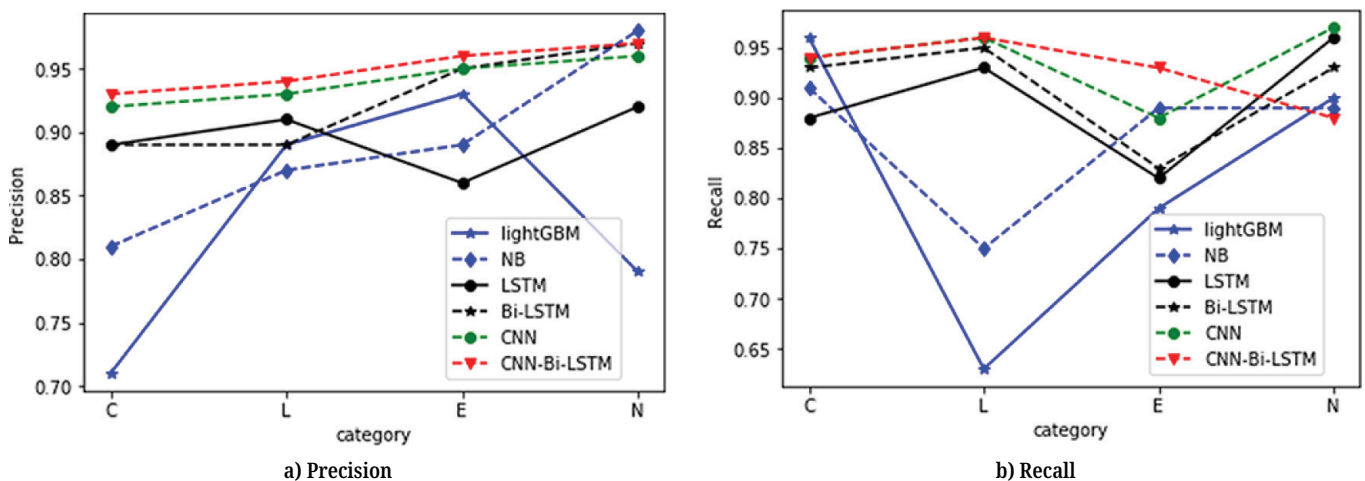 Precision
0.95
0.90
0.85
0.80
0.75
0.70
lightGBM
NB
LSTM
Bi-LSTM
CNN
CNN-Bi-LSTM
C L E N
category
a) Precision
Recall
0.95
0.90
0.85
0.80
0.75
0.70
0.65
lightGBM
NB
LSTM
Bi-LSTM
CNN
CNN-Bi-LSTM
C L E N
category
b) Recall